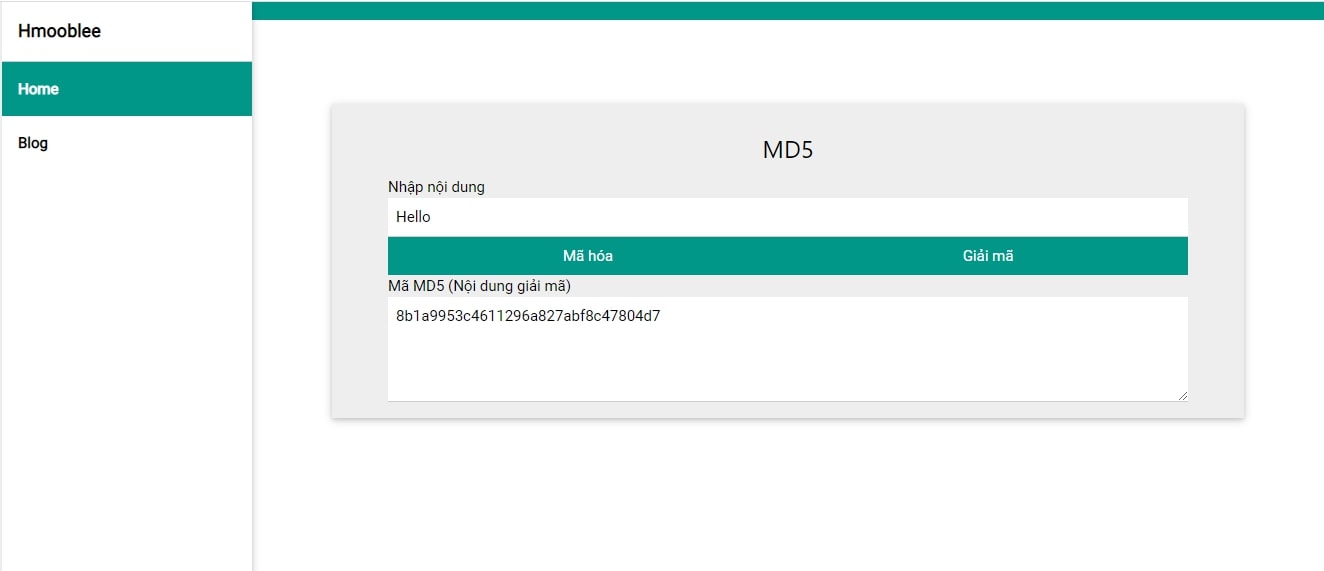 Hmooblee
Home
Blog
MD5
Nhập nội dung
Hello
Mã hóa Giải mã
Mã MD5 (Nội dung giải mã)
8b1a9953c4611296a827abf8c47804d7